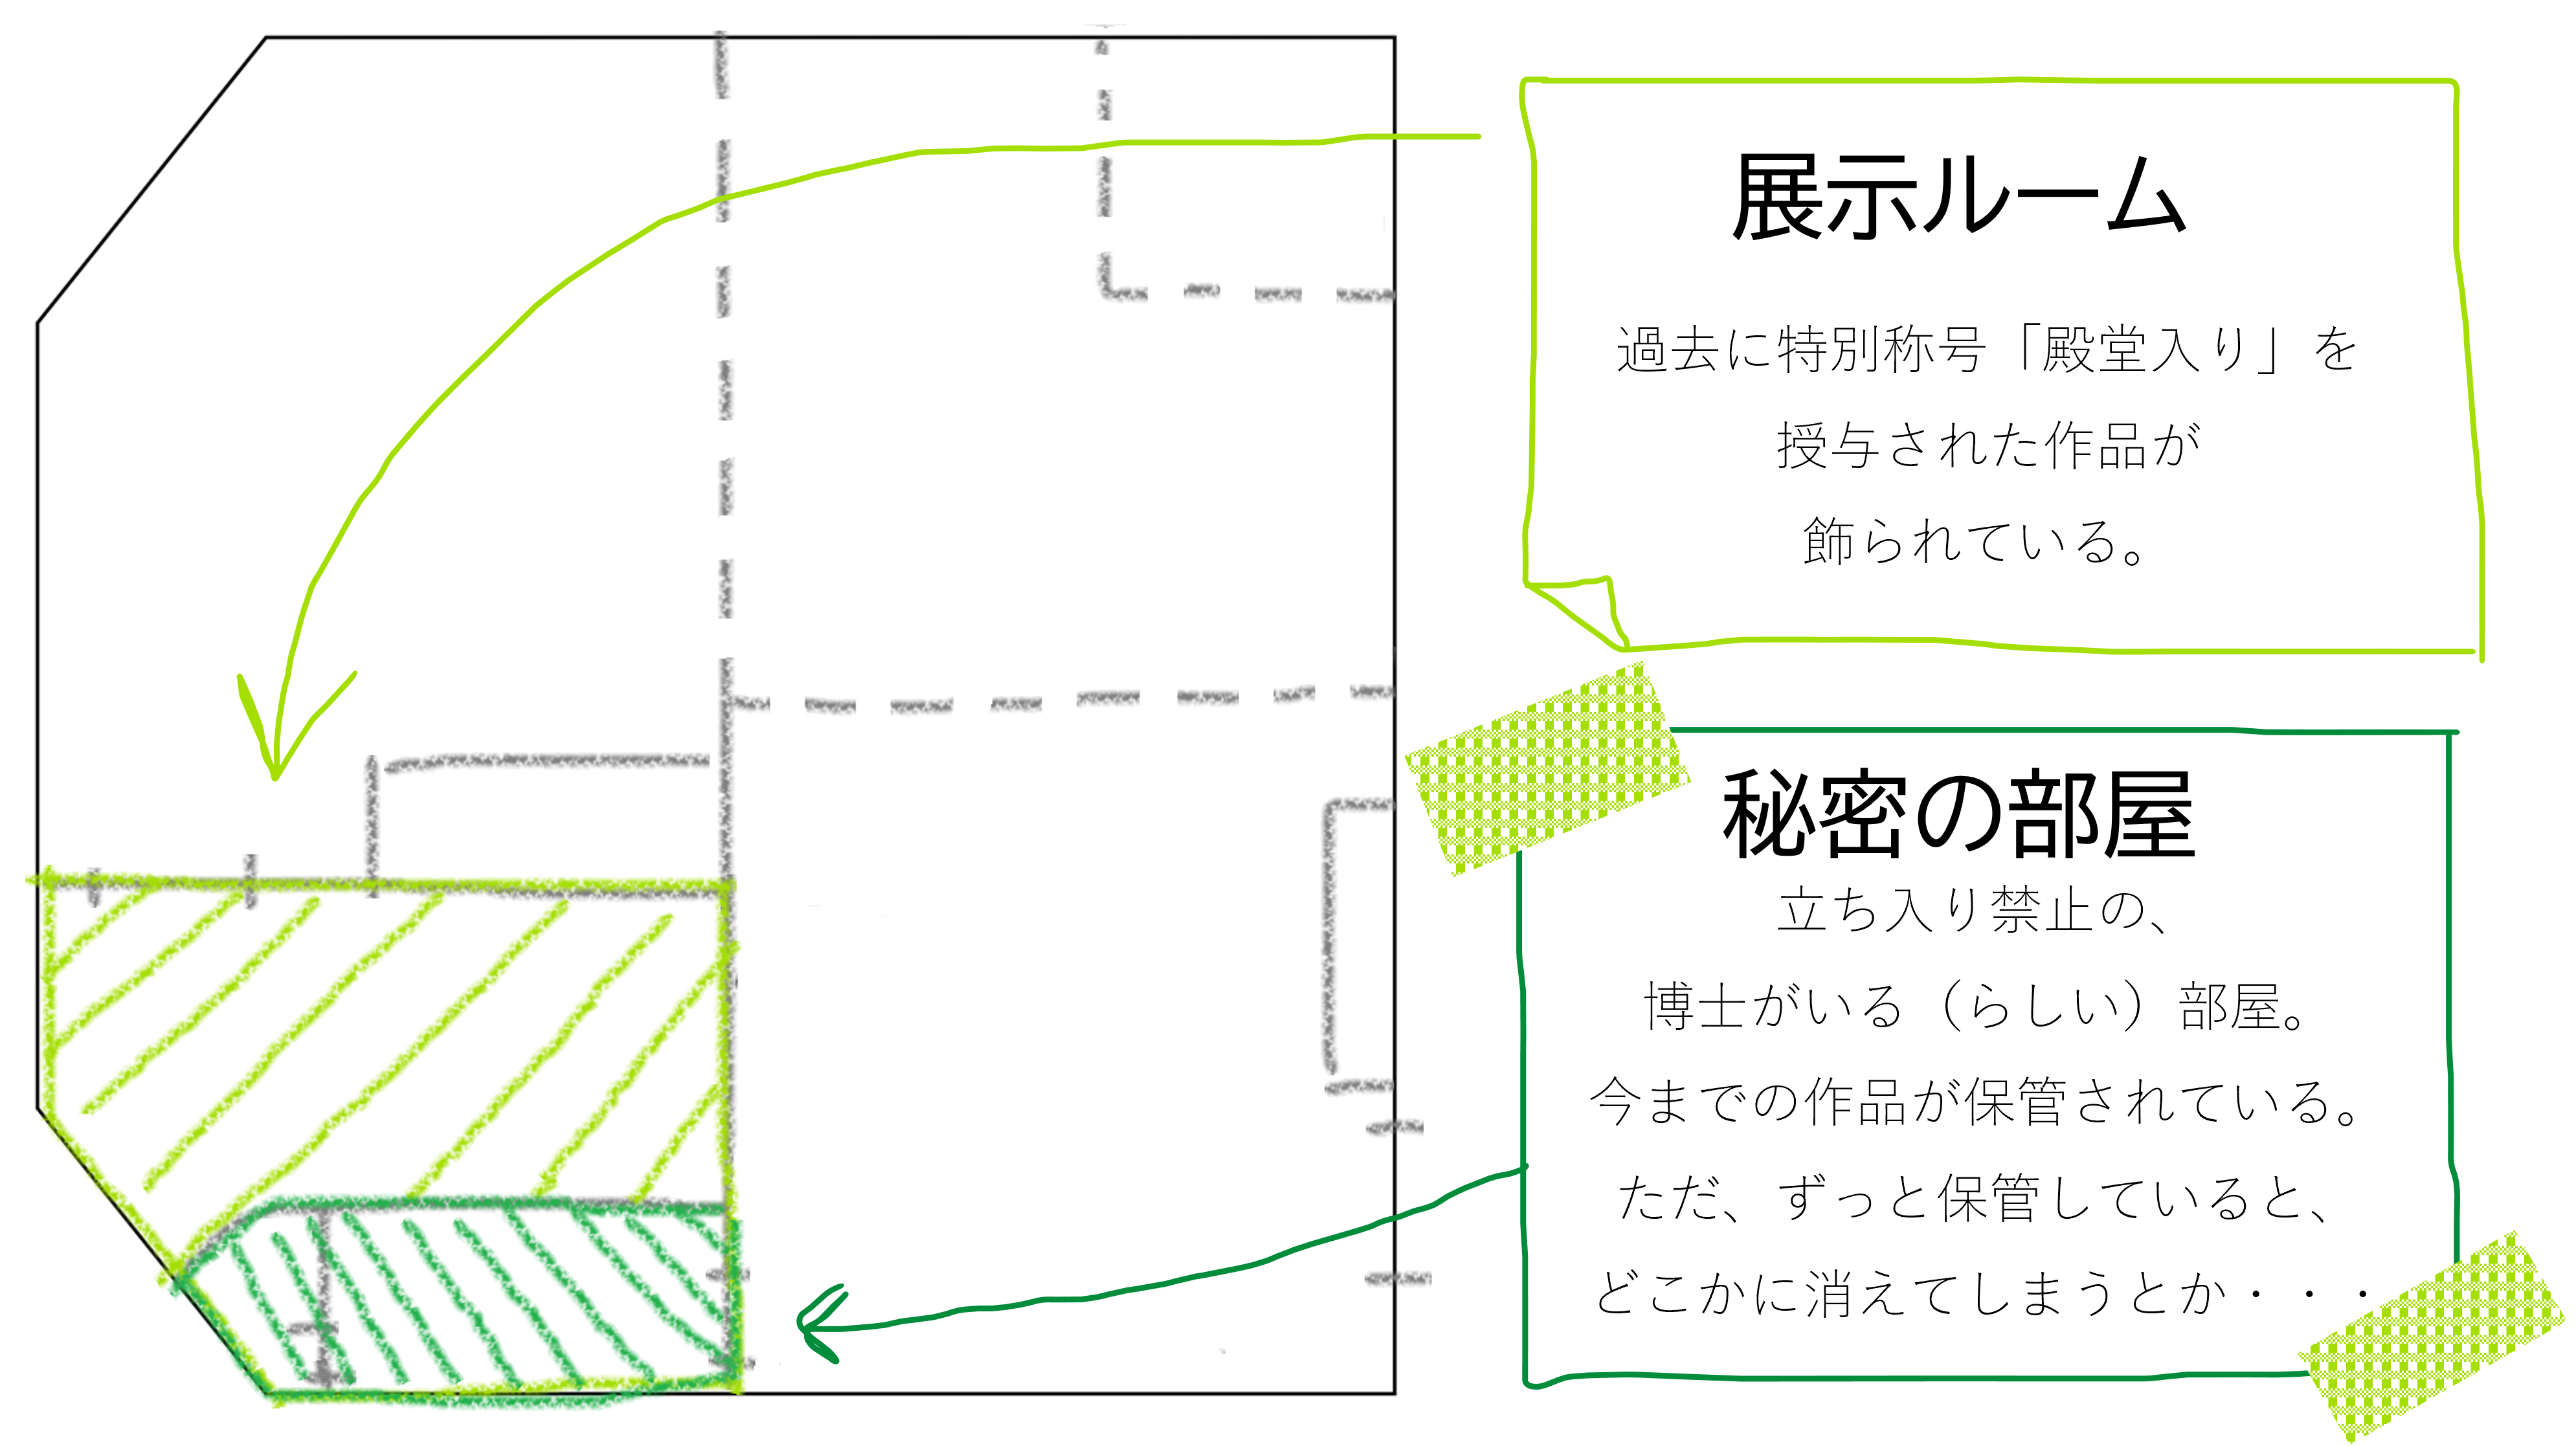 展示ルーム
過去に特別称号「殿堂入り」を
授与された作品が
飾られている。
秘密の部屋
立ち入り禁止の、
博士がいる（らしい）部屋。
今までの作品が保管されている。
ただ、ずっと保管していると、
どこかに消えてしまうとか・・・